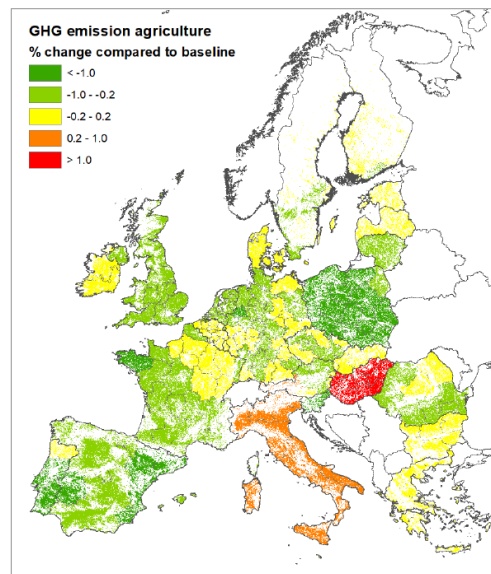 GHG emission agriculture
% change compared to baseline
< -1.0
-1.0 - -0.2
-0.2 - 0.2
0.2 - 1.0
> 1.0